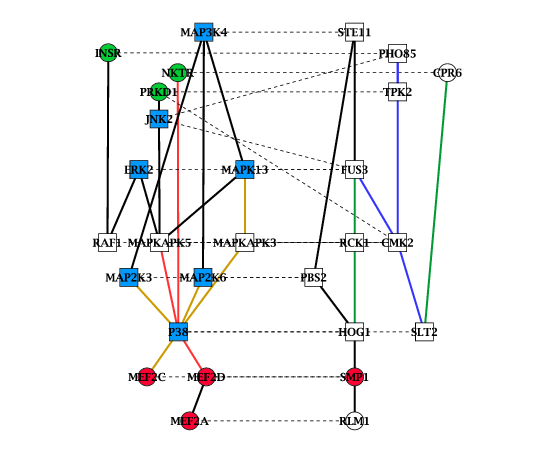 MAP3K4 STE11
INSR PHO85
NKTR CPR6
PRKD1 TPK2
JNK2
ERK2 MAPK13 FUS3
RAF1 MAPKAPK5 MAPKAPK3 RCK1 CMK2
MAP2K3 MAP2K6 PBS2
P38 HOG1 SLT2
MEF2C MEF2D SMP1
MEF2A RLM1